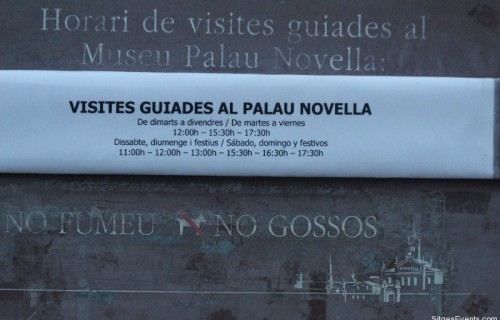 Horari de visites guiades al
Museu Palau Novella:
VISITES GUIADES AL PALAU NOVELLA
De dimarts a divendres / De martes a viernes
12:00h – 15:30h – 17:30h
Dissabte, diumenge i festius / Sábado, domingo y festivos
11:00h – 12:00h – 13:00h – 15:30h – 16:30h – 17:30h
NO FUMEU NO GOSSOS
SitgesEvents.com